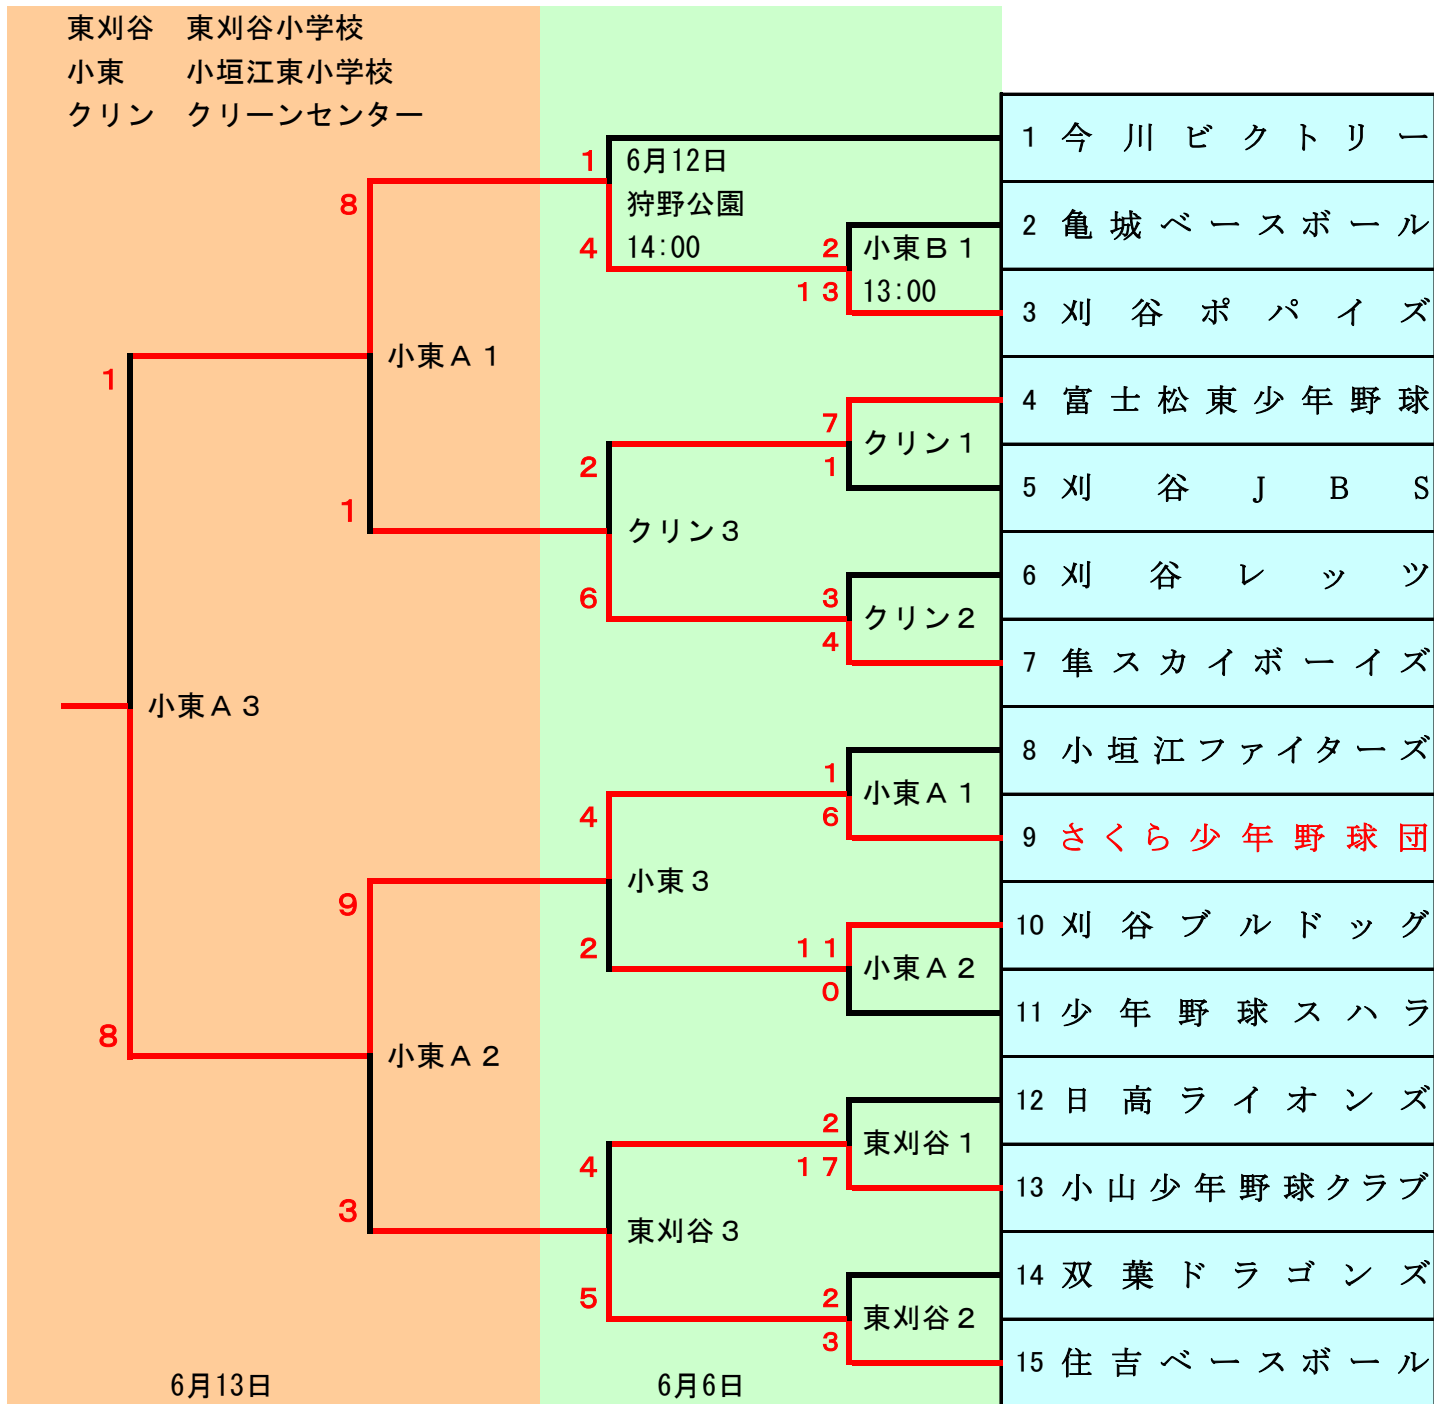 東刈谷　東刈谷小学校
小東　　小垣江東小学校
クリン　クリーンセンター
1 今川ビクトリー
1
6月12日
狩野公園
14:00
4
8
2 亀城ベースボール
2
小東Ｂ１
13:00
１３
3 刈谷ポパイズ
小東Ａ１
1
4 富士松東少年野球
7
クリン１
1
5 刈谷ＪＢＳ
2
クリン３
6
1
6 刈谷レッツ
3
クリン２
4
7 隼スカイボーイズ
小東Ａ３
8 小垣江ファイターズ
1
小東Ａ１
6
9 さくら少年野球団
4
小東３
2
9
10 刈谷ブルドッグ
１１
小東Ａ２
0
11 少年野球スハラ
8
小東Ａ２
12 日高ライオンズ
2
東刈谷１
１７
13 小山少年野球クラブ
4
東刈谷３
5
3
14 双葉ドラゴンズ
2
東刈谷２
3
15 住吉ベースボール
6月13日
6月6日